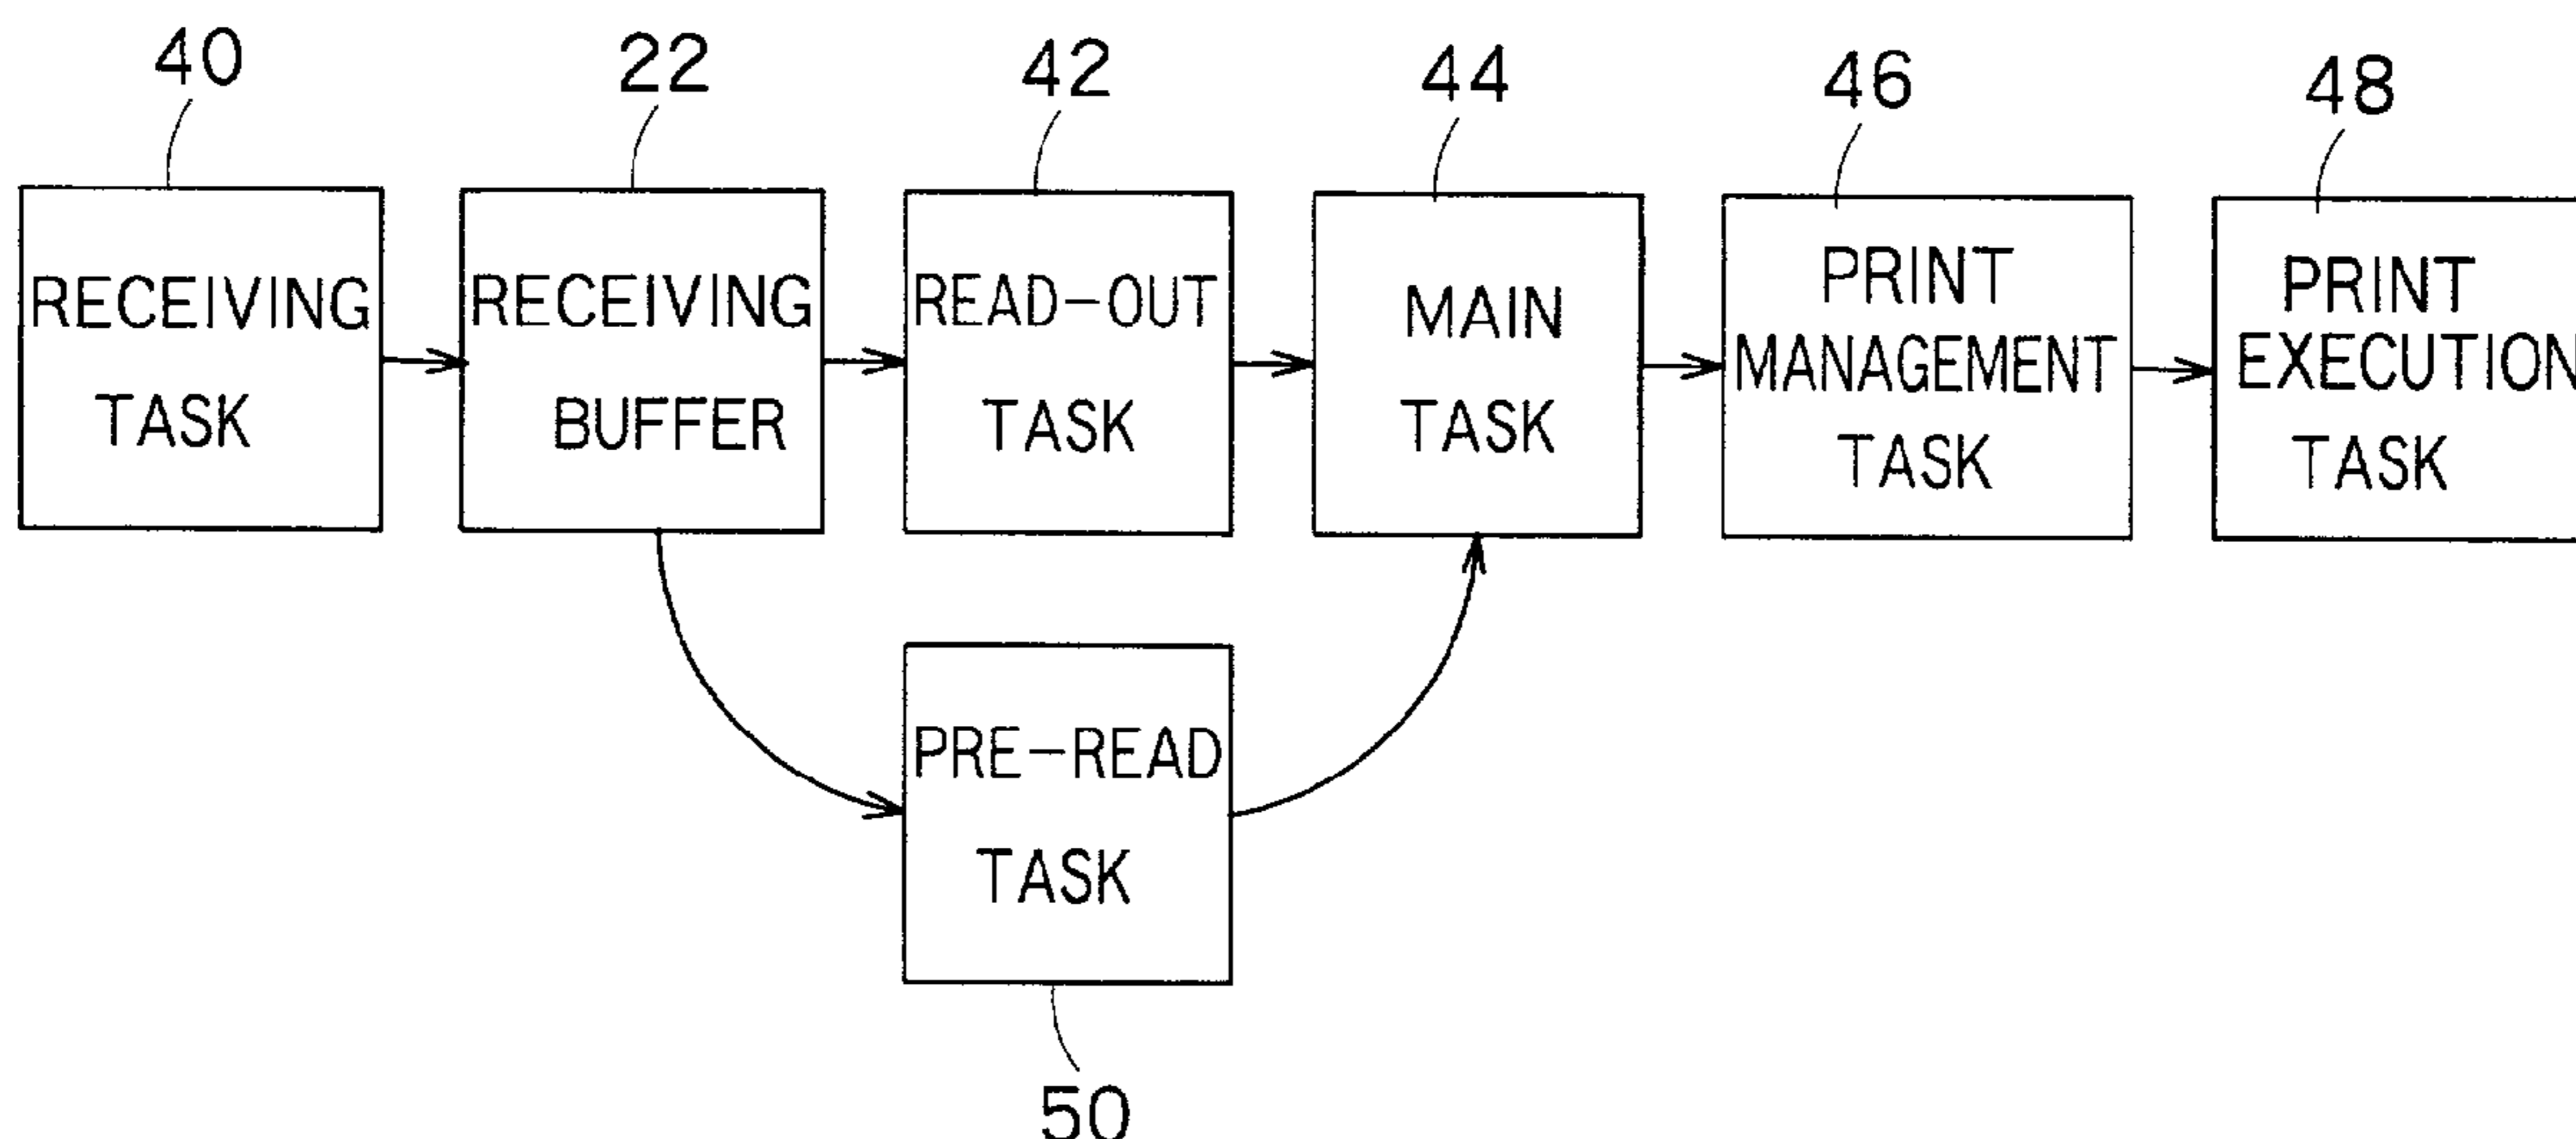 40
22
42
44
46
48
RECEIVING
TASK
RECEIVING
BUFFER
READ-OUT
TASK
MAIN
TASK
PRINT
MANAGEMENT
TASK
PRINT
EXECUTION
TASK
PRE-READ
TASK
50